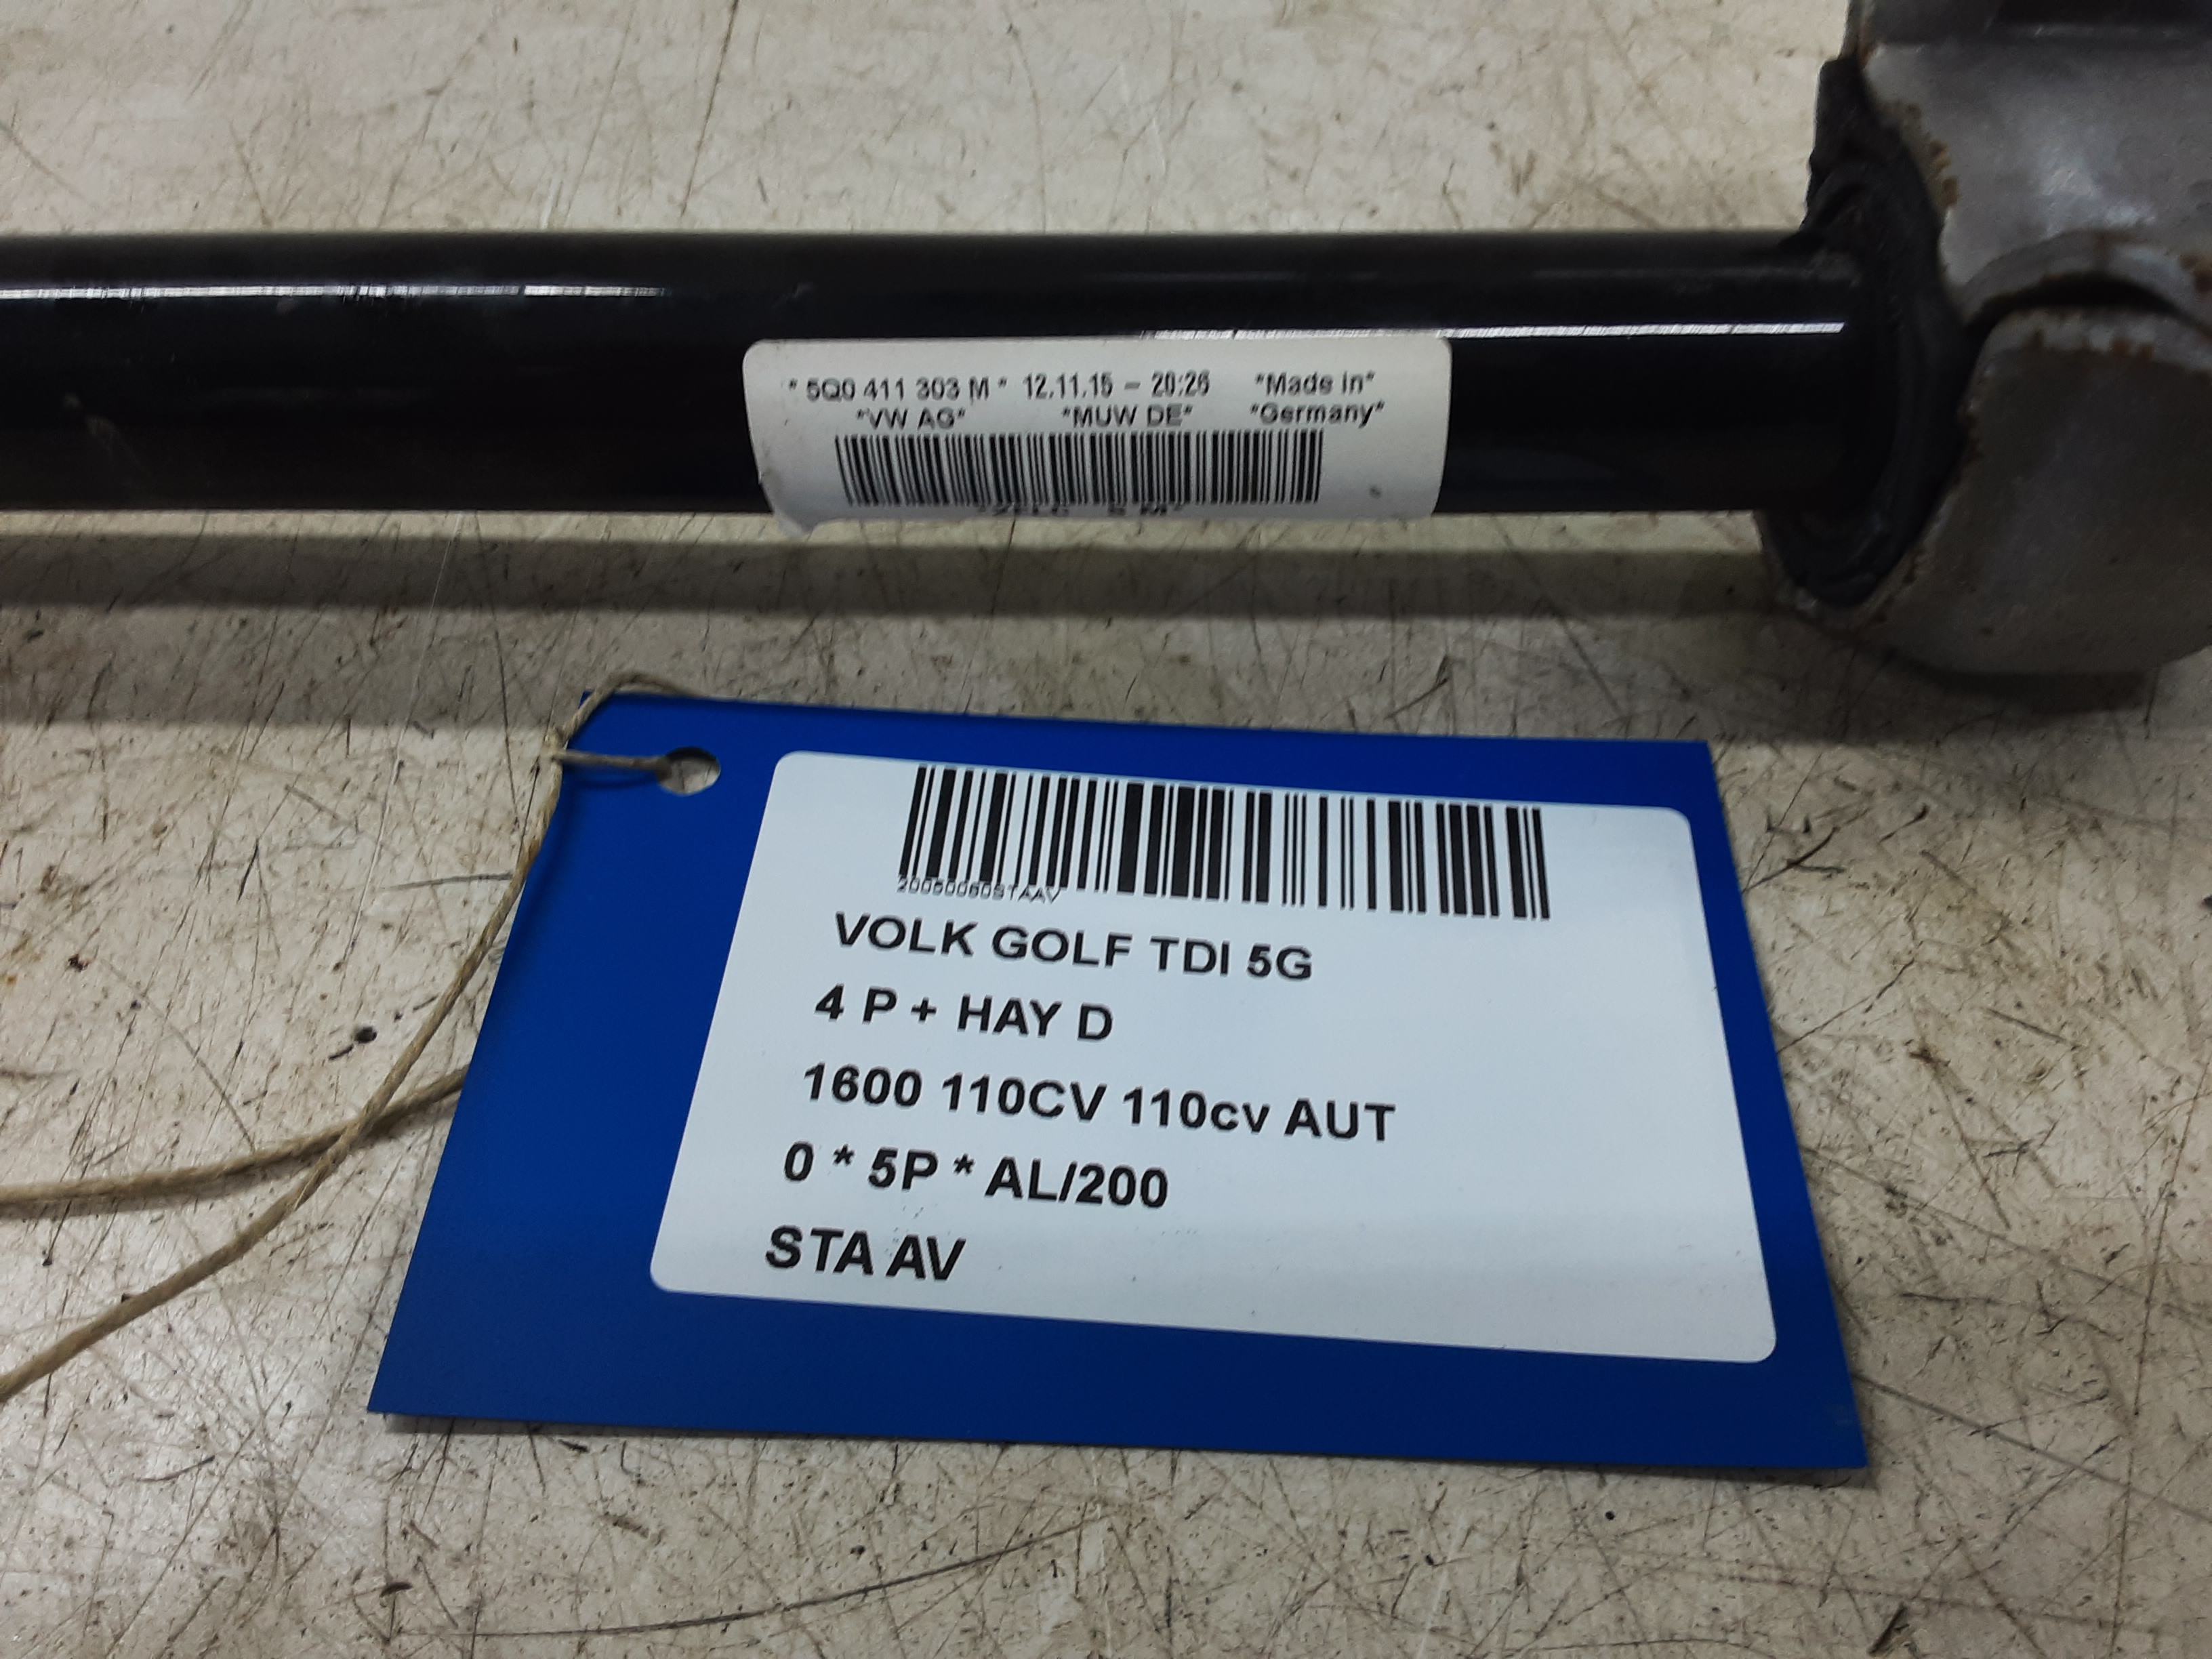 * 5Q0 411 303 M * 12.11.15 - 20:26 *Made in*
*VW AG* *MUW DE* *Germany*
20060060STAAV
VOLK GOLF TDI 5G
4 P + HAY D
1600 110CV 110cv AUT
0 * 5P * AL/200
STA AV